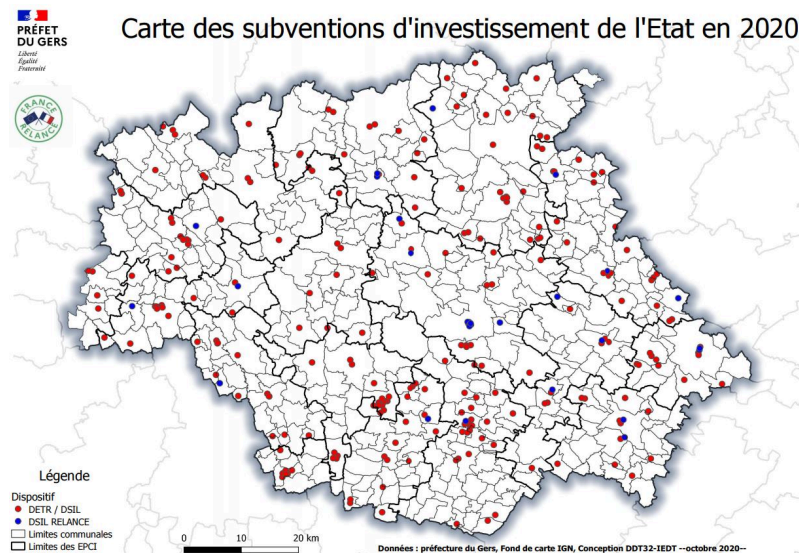 PRÉFET
DU GERS
Liberté
Égalité
Fraternité
Carte des subventions d'investissement de l'Etat en 2020
FRANCE
RELANCE
Légende
Dispositif
DETR / DSIL
DSIL RELANCE
Limites communales
Limites des EPCI
0 10 20 km
Données : préfecture du Gers, Fond de carte IGN, Conception DDT32-IEDT --octobre 2020--